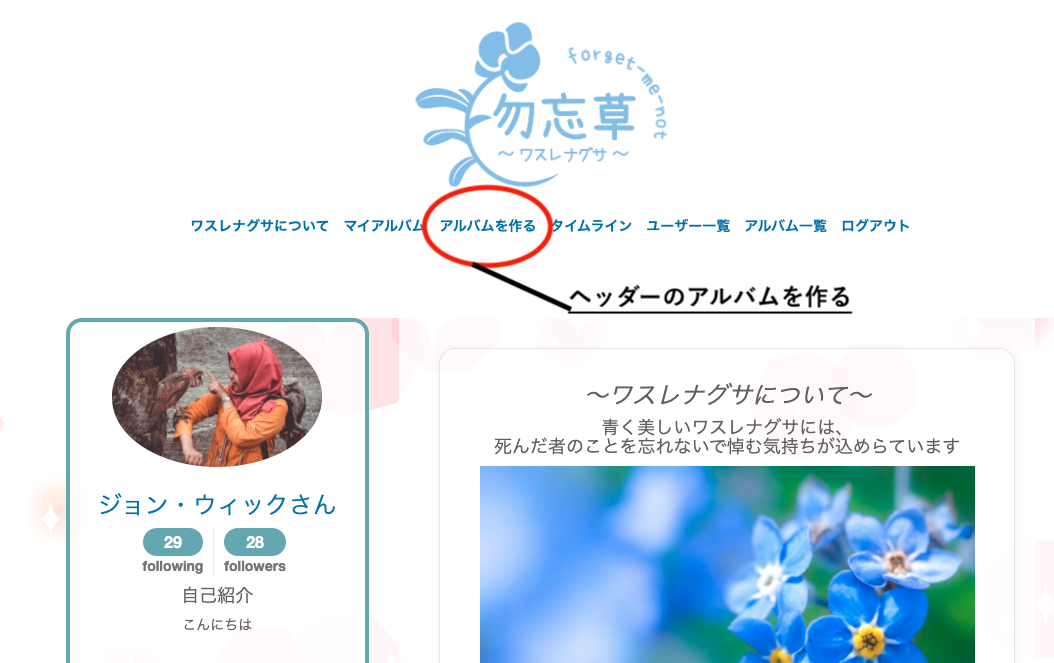 forget-me-not
勿忘草
～ ワスレナグサ ～
ワスレナグサについて マイアルバム アルバムを作る タイムライン ユーザー一覧 アルバム一覧 ログアウト
ヘッダーのアルバムを作る
ジョン・ウィックさん
29 28
following followers
自己紹介
こんにちは
～ワスレナグサについて～
青く美しいワスレナグサには、
死んだ者のことを忘れないで悼む気持ちが込めらています